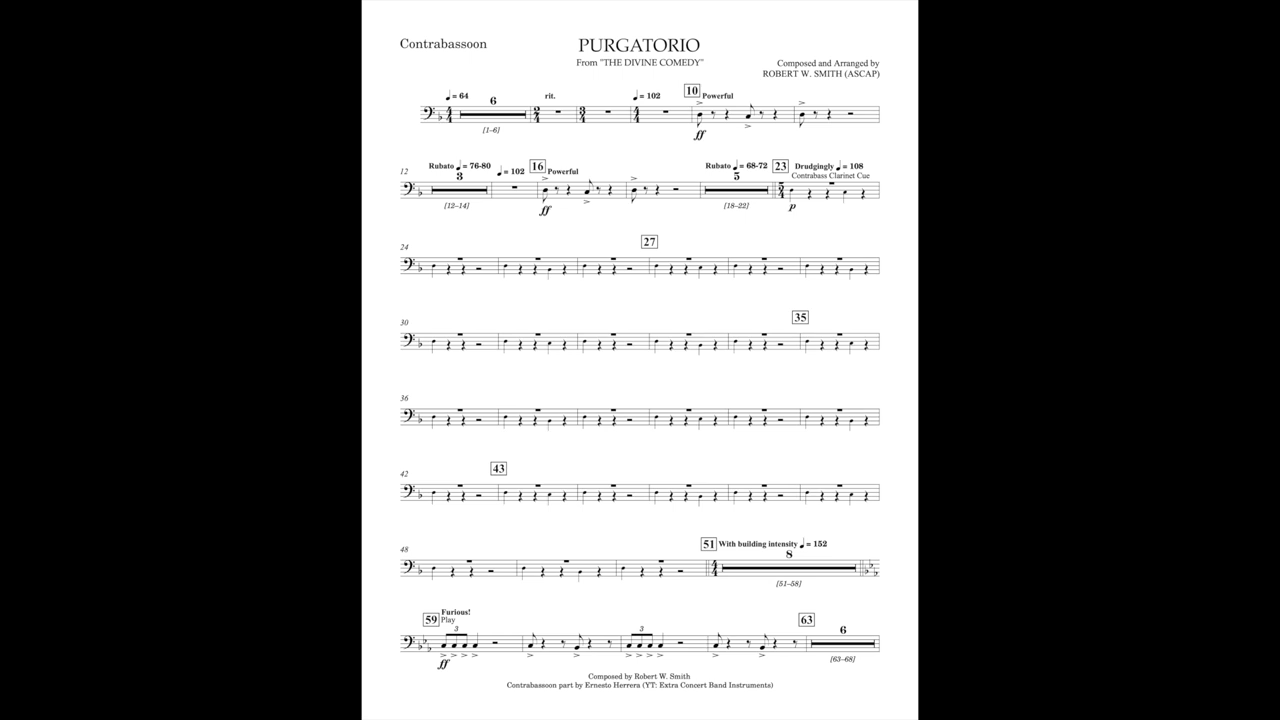 Contrabassoon
PURGATORIO
From "THE DIVINE COMEDY"
Composed and Arranged by
ROBERT W. SMITH (ASCAP)
♩ = 64
6
rit.
♩ = 102
10 Powerful
[1–6]
ff
12
Rubato ♩ = 76-80
3
♩ = 102
16 Powerful
Rubato ♩ = 68-72
5
23 Drudgingly ♩ = 108
Contrabass Clarinet Cue
[12–14]
ff
[18–22]
p
24
27
30
35
36
42
43
48
51 With building intensity ♩ = 152
8
[51–58]
59 Furious!
Play
3
3
63
6
ff
[63–68]
Composed by Robert W. Smith
Contrabassoon part by Ernesto Herrera (YT: Extra Concert Band Instruments)